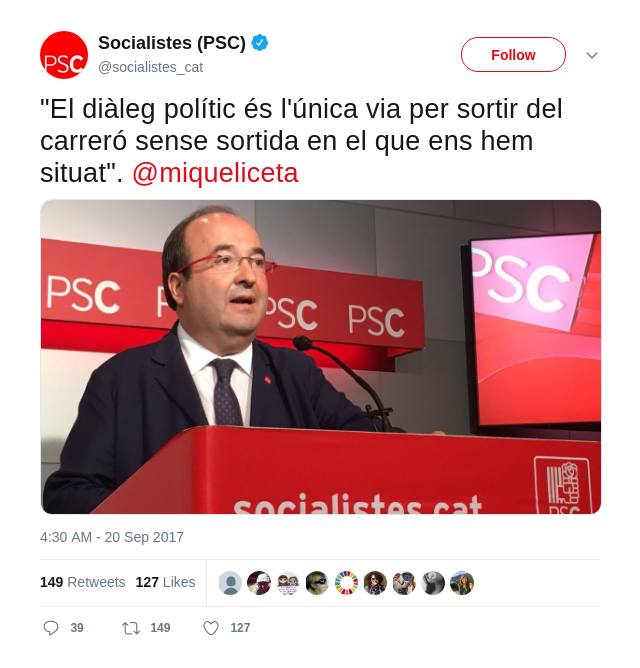 PSC
Socialistes (PSC)
@socialistes_cat
Follow
"El diàleg polític és l'única via per sortir del
carreró sense sortida en el que ens hem
situat". @miqueliceta
PSC
PSC
PSC
PSC
socialistes.cat
PSC
4:30 AM - 20 Sep 2017
149 Retweets 127 Likes
39 149 127